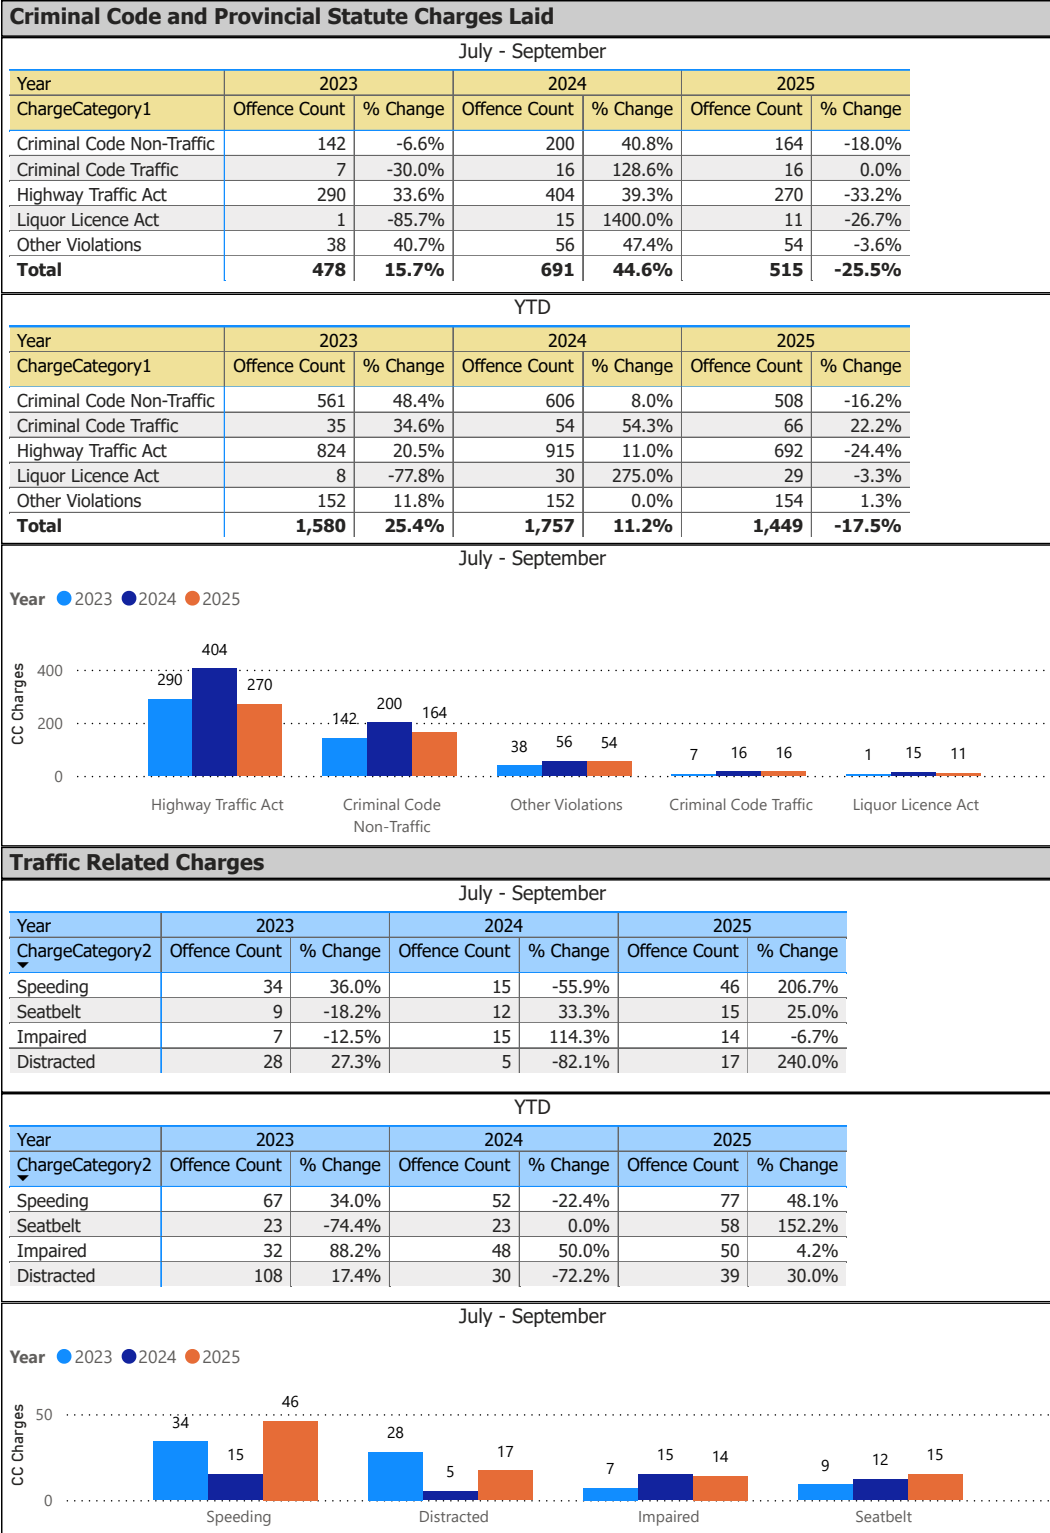 Criminal Code and Provincial Statute Charges Laid
July - September
Year 2023 2024 2025
ChargeCategory1 Offence Count % Change Offence Count % Change Offence Count % Change
Criminal Code Non-Traffic 142 -6.6% 200 40.8% 164 -18.0%
Criminal Code Traffic 7 -30.0% 16 128.6% 16 0.0%
Highway Traffic Act 290 33.6% 404 39.3% 270 -33.2%
Liquor Licence Act 1 -85.7% 15 1400.0% 11 -26.7%
Other Violations 38 40.7% 56 47.4% 54 -3.6%
Total 478 15.7% 691 44.6% 515 -25.5%
YTD
Year 2023 2024 2025
ChargeCategory1 Offence Count % Change Offence Count % Change Offence Count % Change
Criminal Code Non-Traffic 561 48.4% 606 8.0% 508 -16.2%
Criminal Code Traffic 35 34.6% 54 54.3% 66 22.2%
Highway Traffic Act 824 20.5% 915 11.0% 692 -24.4%
Liquor Licence Act 8 -77.8% 30 275.0% 29 -3.3%
Other Violations 152 11.8% 152 0.0% 154 1.3%
Total 1,580 25.4% 1,757 11.2% 1,449 -17.5%
July - September
Year 2023 2024 2025
CC Charges
400
200
0
290 404 270
142 200 164
38 56 54
7 16 16
1 15 11
Highway Traffic Act Criminal Code Other Violations Criminal Code Traffic Liquor Licence Act
Non-Traffic
Traffic Related Charges
July - September
Year 2023 2024 2025
ChargeCategory2 Offence Count % Change Offence Count % Change Offence Count % Change
Speeding 34 36.0% 15 -55.9% 46 206.7%
Seatbelt 9 -18.2% 12 33.3% 15 25.0%
Impaired 7 -12.5% 15 114.3% 14 -6.7%
Distracted 28 27.3% 5 -82.1% 17 240.0%
YTD
Year 2023 2024 2025
ChargeCategory2 Offence Count % Change Offence Count % Change Offence Count % Change
Speeding 67 34.0% 52 -22.4% 77 48.1%
Seatbelt 23 -74.4% 23 0.0% 58 152.2%
Impaired 32 88.2% 48 50.0% 50 4.2%
Distracted 108 17.4% 30 -72.2% 39 30.0%
July - September
Year 2023 2024 2025
CC Charges
50
0
34 15 46
28 5 17
7 15 14
9 12 15
Speeding Distracted Impaired Seatbelt